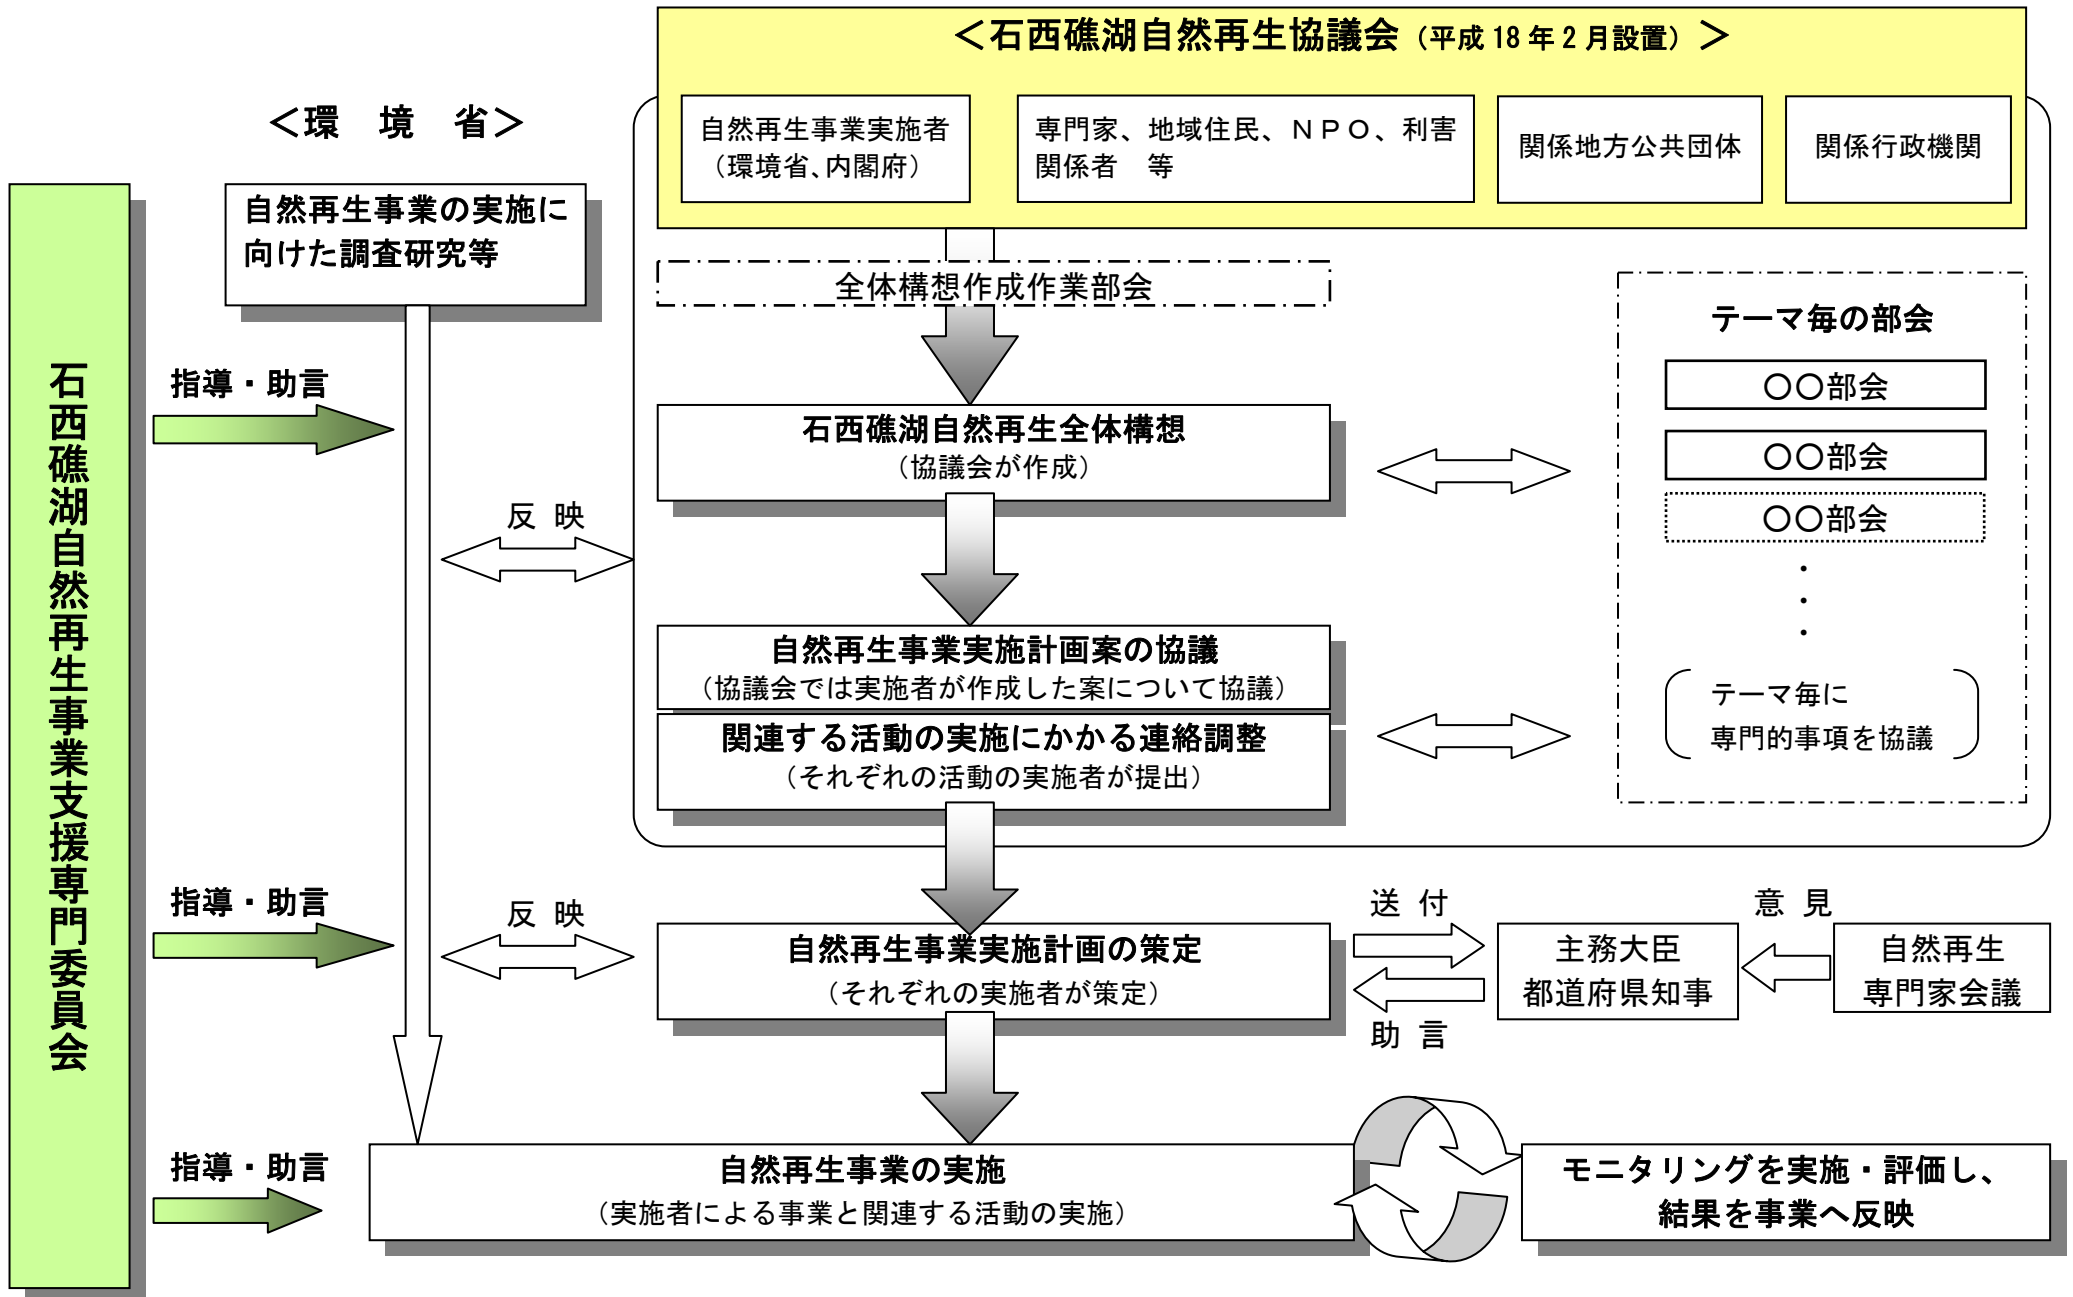 ＜石西礁湖自然再生協議会（平成18年2月設置）＞
自然再生事業実施者
（環境省、内閣府）
専門家、地域住民、ＮＰＯ、利害
関係者　等
関係地方公共団体
関係行政機関
＜環　境　省＞
自然再生事業の実施に
向けた調査研究等
全体構想作成作業部会
石西礁湖自然再生事業支援専門委員会
指導・助言
石西礁湖自然再生全体構想
（協議会が作成）
反 映
テーマ毎の部会
〇〇部会
〇〇部会
〇〇部会
・
・
・
テーマ毎に
専門的事項を協議
自然再生事業実施計画案の協議
（協議会では実施者が作成した案について協議）
関連する活動の実施にかかる連絡調整
（それぞれの活動の実施者が提出）
指導・助言
反 映
自然再生事業実施計画の策定
（それぞれの実施者が策定）
送 付
助 言
主務大臣
都道府県知事
意 見
自然再生
専門家会議
指導・助言
自然再生事業の実施
（実施者による事業と関連する活動の実施）
モニタリングを実施・評価し、
結果を事業へ反映